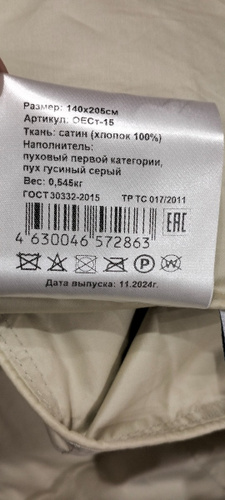 Размер: 140х205см
Артикул: ОЕСт-15
Ткань: сатин (хлопок 100%)
Наполнитель:
пуховый первой категории,
пух гусиный серый
Вес: 0,545кг
ГОСТ 30332-2015 ТР ТС 017/2011
EAC
4 630046 572863
P W
Дата выпуска: 11.2024г.